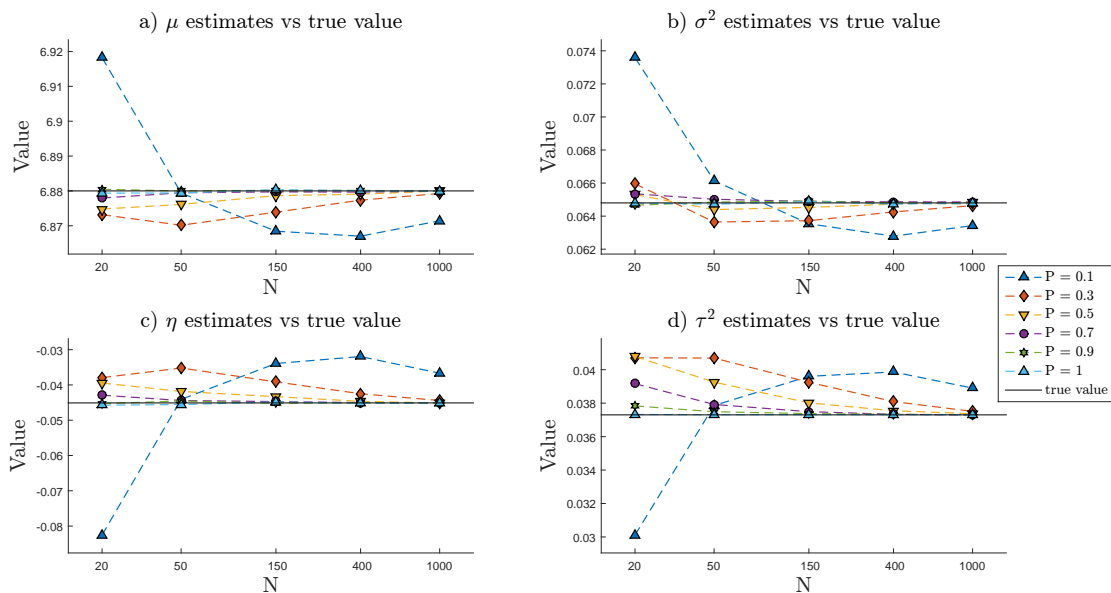 a) μ estimates vs true value
Value
6.92
6.91
6.9
6.89
6.88
6.87
20
50
150
400
1000
N
b) σ² estimates vs true value
Value
0.074
0.072
0.07
0.068
0.066
0.064
0.062
20
50
150
400
1000
N
c) η estimates vs true value
Value
-0.03
-0.04
-0.05
-0.06
-0.07
-0.08
20
50
150
400
1000
N
d) τ² estimates vs true value
Value
0.04
0.038
0.036
0.034
0.032
0.03
20
50
150
400
1000
N
P = 0.1
P = 0.3
P = 0.5
P = 0.7
P = 0.9
P = 1
true value